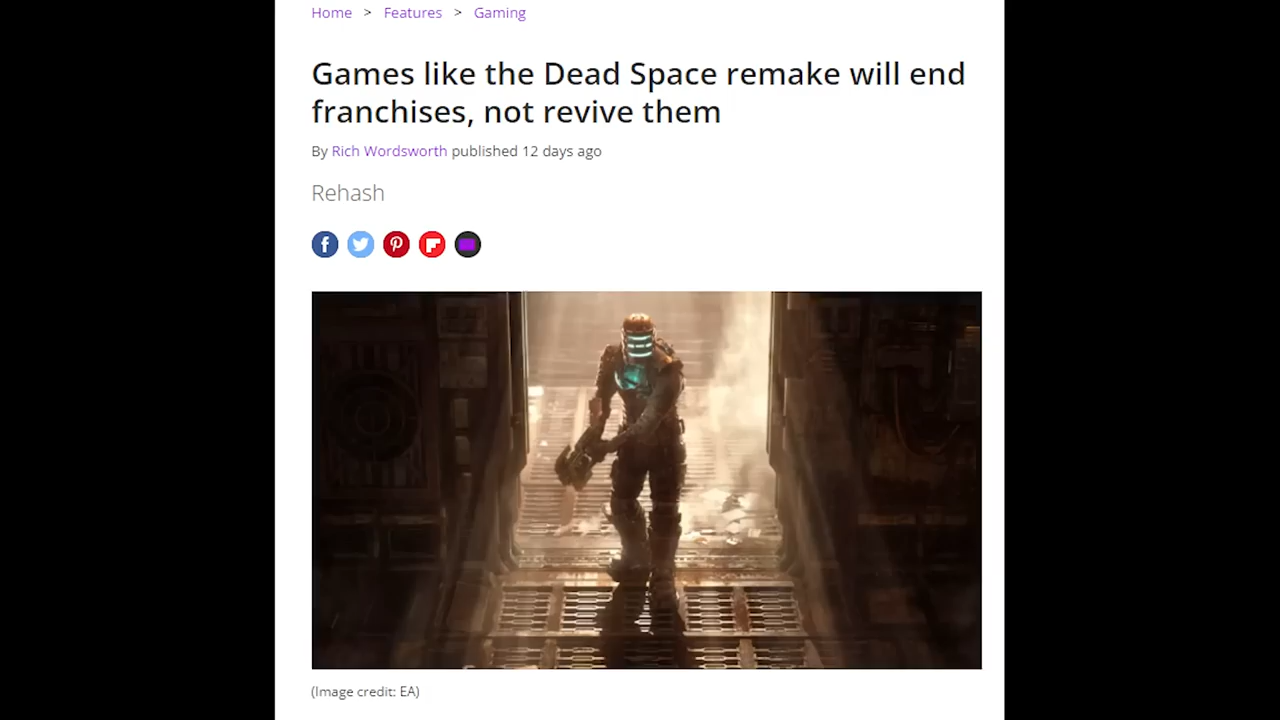 Home > Features > Gaming
Games like the Dead Space remake will end
franchises, not revive them
By Rich Wordsworth published 12 days ago
Rehash
(Image credit: EA)